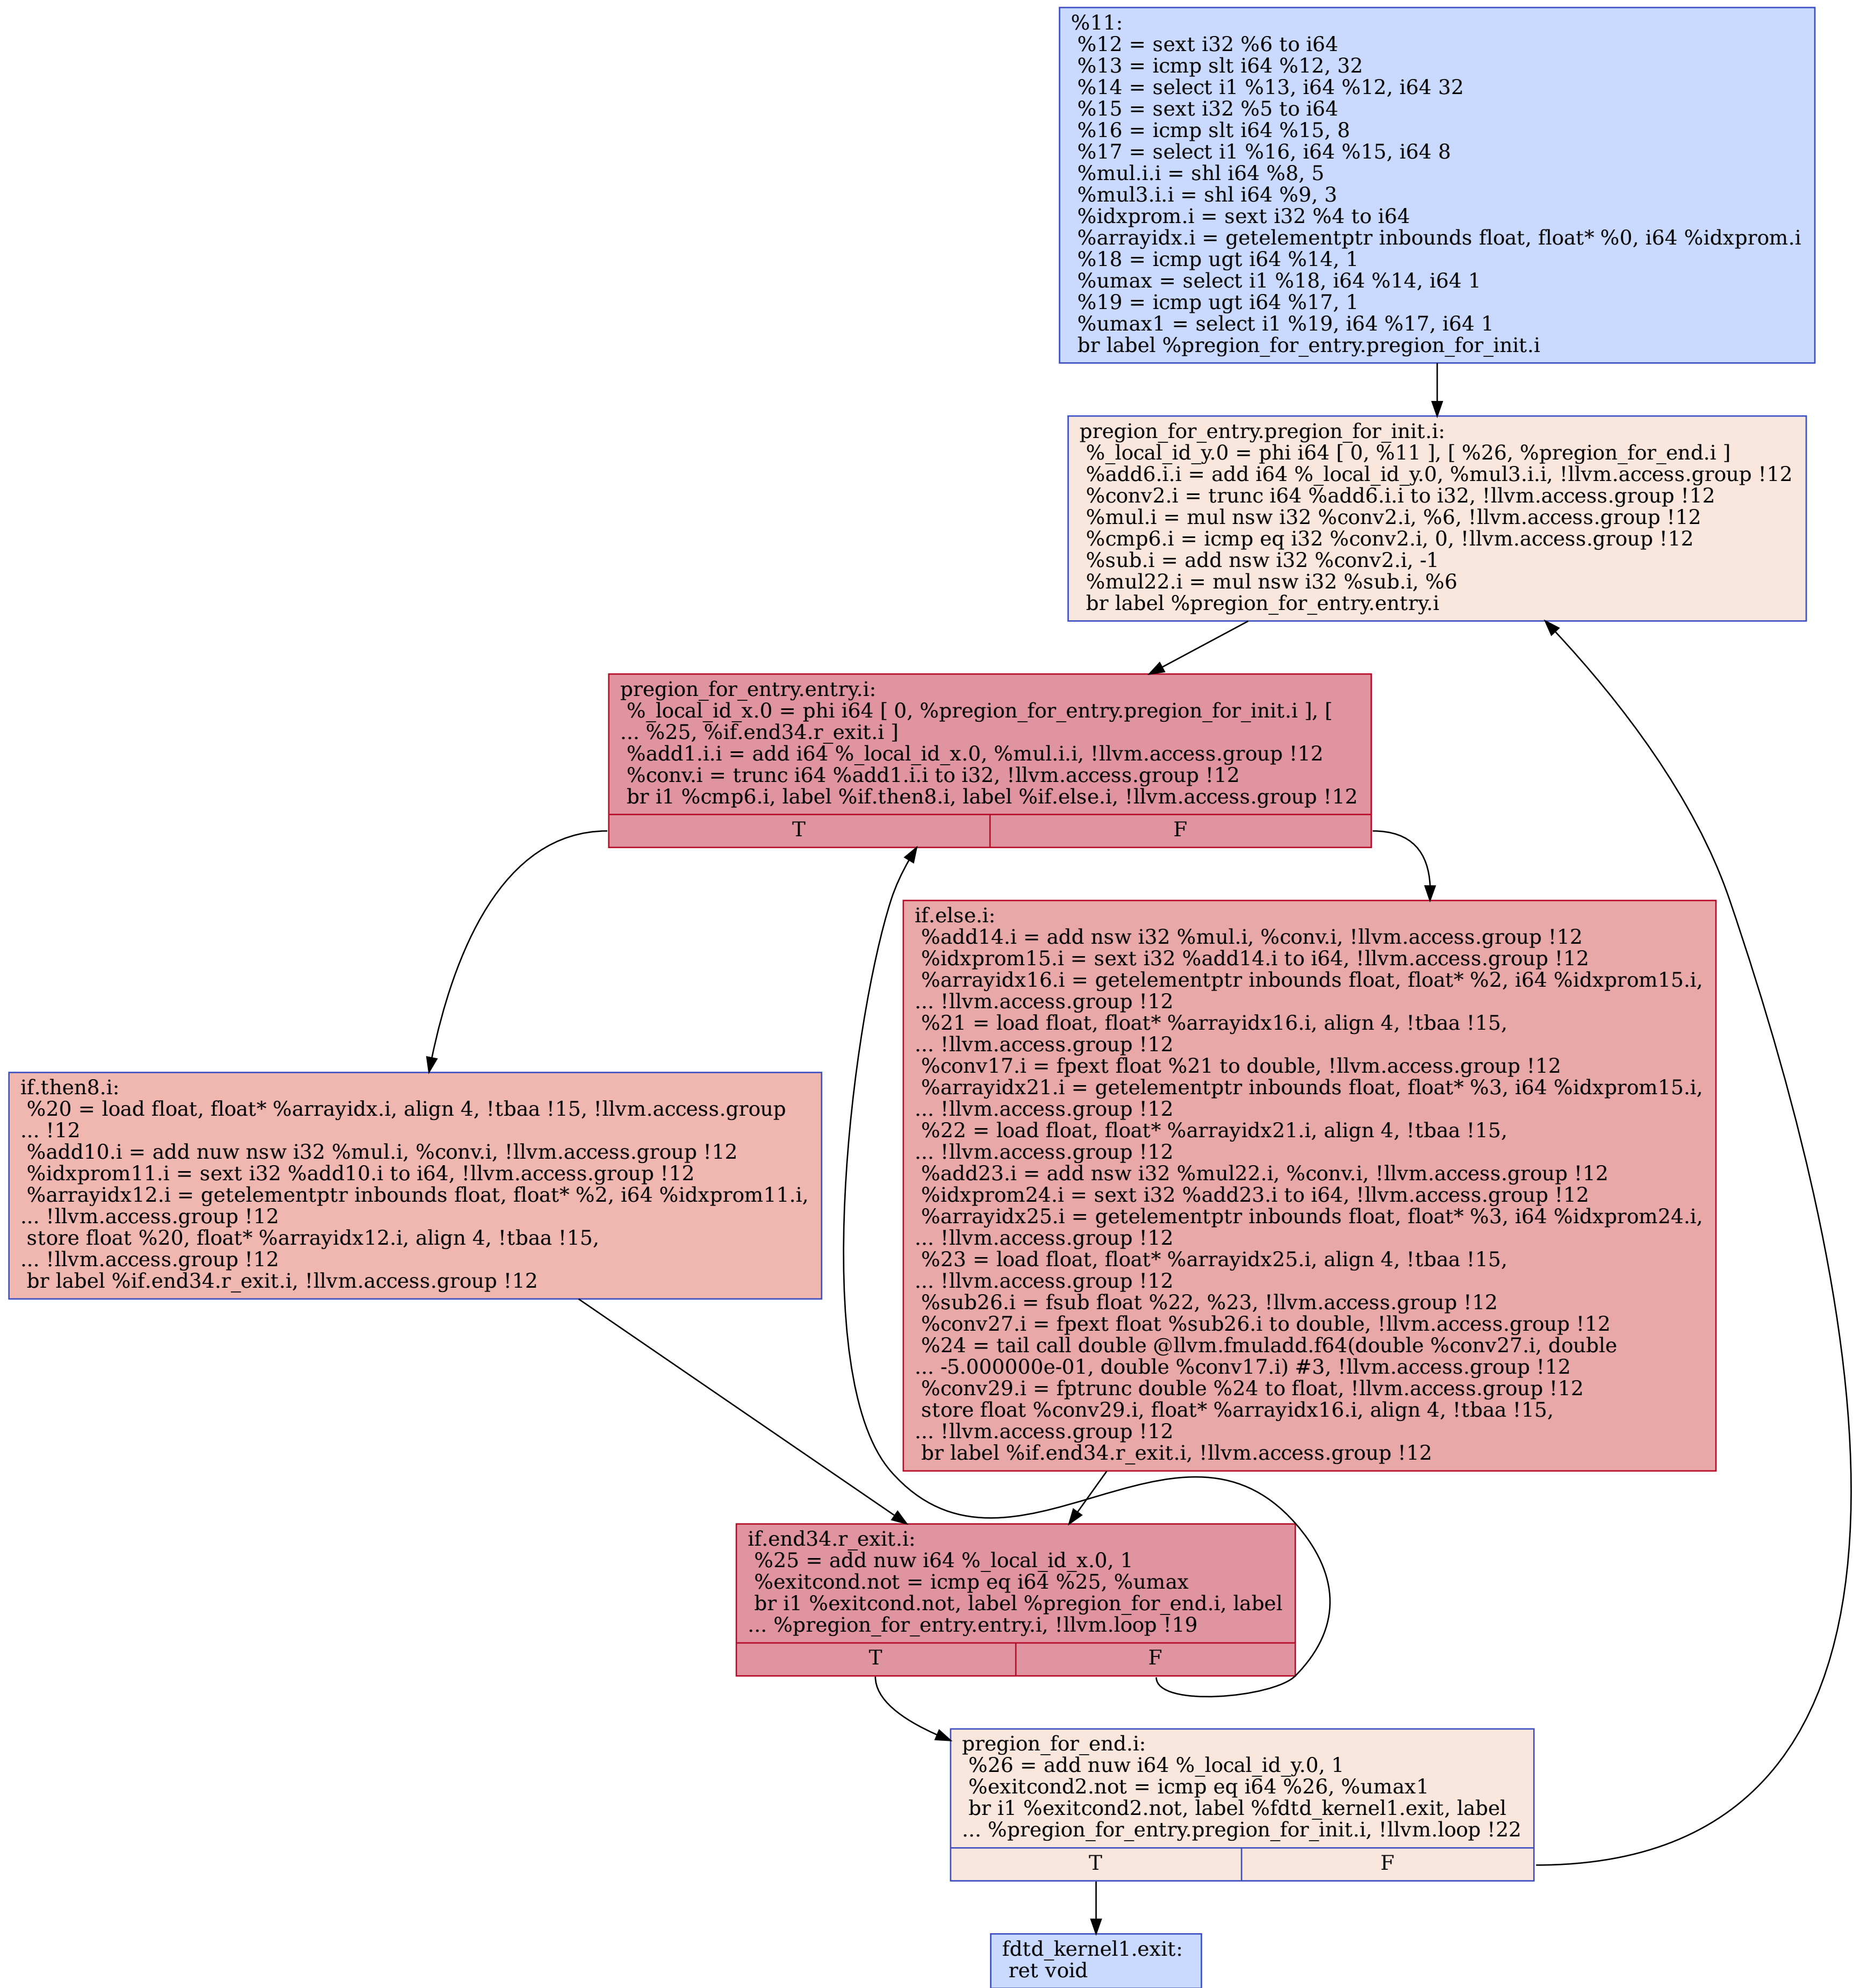 %11:
%12 = sext i32 %6 to i64
%13 = icmp slt i64 %12, 32
%14 = select i1 %13, i64 %12, i64 32
%15 = sext i32 %5 to i64
%16 = icmp slt i64 %15, 8
%17 = select i1 %16, i64 %15, i64 8
%mul.i.i = shl i64 %8, 5
%mul3.i.i = shl i64 %9, 3
%idxprom.i = sext i32 %4 to i64
%arrayidx.i = getelementptr inbounds float, float* %0, i64 %idxprom.i
%18 = icmp ugt i64 %14, 1
%umax = select i1 %18, i64 %14, i64 1
%19 = icmp ugt i64 %17, 1
%umax1 = select i1 %19, i64 %17, i64 1
br label %pregion_for_entry.pregion_for_init.i
pregion_for_entry.pregion_for_init.i:
%_local_id_y.0 = phi i64 [ 0, %11 ], [ %26, %pregion_for_end.i ]
%add6.i.i = add i64 %_local_id_y.0, %mul3.i.i, !llvm.access.group !12
%conv2.i = trunc i64 %add6.i.i to i32, !llvm.access.group !12
%mul.i = mul nsw i32 %conv2.i, %6, !llvm.access.group !12
%cmp6.i = icmp eq i32 %conv2.i, 0, !llvm.access.group !12
%sub.i = add nsw i32 %conv2.i, -1
%mul22.i = mul nsw i32 %sub.i, %6
br label %pregion_for_entry.entry.i
pregion_for_entry.entry.i:
%_local_id_x.0 = phi i64 [ 0, %pregion_for_entry.pregion_for_init.i ], [
... %25, %if.end34.r_exit.i ]
%add1.i.i = add i64 %_local_id_x.0, %mul.i.i, !llvm.access.group !12
%conv.i = trunc i64 %add1.i.i to i32, !llvm.access.group !12
br i1 %cmp6.i, label %if.then8.i, label %if.else.i, !llvm.access.group !12
T
F
if.else.i:
%add14.i = add nsw i32 %mul.i, %conv.i, !llvm.access.group !12
%idxprom15.i = sext i32 %add14.i to i64, !llvm.access.group !12
%arrayidx16.i = getelementptr inbounds float, float* %2, i64 %idxprom15.i,
... !llvm.access.group !12
%21 = load float, float* %arrayidx16.i, align 4, !tbaa !15,
... !llvm.access.group !12
%conv17.i = fpext float %21 to double, !llvm.access.group !12
%arrayidx21.i = getelementptr inbounds float, float* %3, i64 %idxprom15.i,
... !llvm.access.group !12
%22 = load float, float* %arrayidx21.i, align 4, !tbaa !15,
... !llvm.access.group !12
%add23.i = add nsw i32 %mul22.i, %conv.i, !llvm.access.group !12
%idxprom24.i = sext i32 %add23.i to i64, !llvm.access.group !12
%arrayidx25.i = getelementptr inbounds float, float* %3, i64 %idxprom24.i,
... !llvm.access.group !12
%23 = load float, float* %arrayidx25.i, align 4, !tbaa !15,
... !llvm.access.group !12
%sub26.i = fsub float %22, %23, !llvm.access.group !12
%conv27.i = fpext float %sub26.i to double, !llvm.access.group !12
%24 = tail call double @llvm.fmuladd.f64(double %conv27.i, double
... -5.000000e-01, double %conv17.i) #3, !llvm.access.group !12
%conv29.i = fptrunc double %24 to float, !llvm.access.group !12
store float %conv29.i, float* %arrayidx16.i, align 4, !tbaa !15,
... !llvm.access.group !12
br label %if.end34.r_exit.i, !llvm.access.group !12
if.then8.i:
%20 = load float, float* %arrayidx.i, align 4, !tbaa !15, !llvm.access.group
... !12
%add10.i = add nuw nsw i32 %mul.i, %conv.i, !llvm.access.group !12
%idxprom11.i = sext i32 %add10.i to i64, !llvm.access.group !12
%arrayidx12.i = getelementptr inbounds float, float* %2, i64 %idxprom11.i,
... !llvm.access.group !12
store float %20, float* %arrayidx12.i, align 4, !tbaa !15,
... !llvm.access.group !12
br label %if.end34.r_exit.i, !llvm.access.group !12
if.end34.r_exit.i:
%25 = add nuw i64 %_local_id_x.0, 1
%exitcond.not = icmp eq i64 %25, %umax
br i1 %exitcond.not, label %pregion_for_end.i, label
... %pregion_for_entry.entry.i, !llvm.loop !19
T
F
pregion_for_end.i:
%26 = add nuw i64 %_local_id_y.0, 1
%exitcond2.not = icmp eq i64 %26, %umax1
br i1 %exitcond2.not, label %fdtd_kernel1.exit, label
... %pregion_for_entry.pregion_for_init.i, !llvm.loop !22
T
F
fdtd_kernel1.exit:
ret void